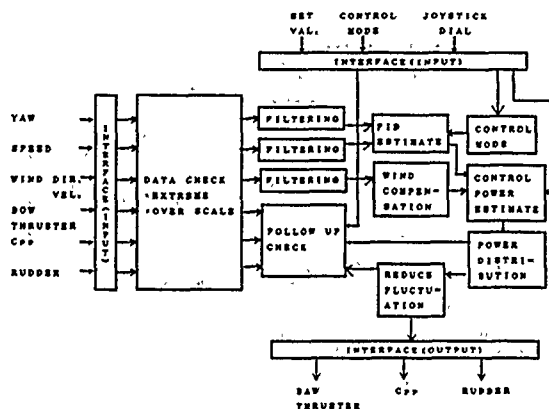 SET CONTROL JOYSTICK
VAL. MODE DIAL
INTERFACE(INPUT)
YAW
SPEED
WIND DIR.
VEL.
BOW
THRUSTER
CPP
RUDDER
INTERFACE(INPUT)
DATA CHECK
*EXTREME
*OVER SCALE
FILTERING
FILTERING
FILTERING
FOLLOW UP
CHECK
PID
ESTIMATE
WIND
COMPEN-
SATION
CONTROL
MODE
CONTROL
POWER
ESTIMATE
POWER
DISTRI-
BUTION
REDUCE
FLUCTU-
ATION
INTERFACE(OUTPUT)
BAW CPP RUDDER
THRUSTER